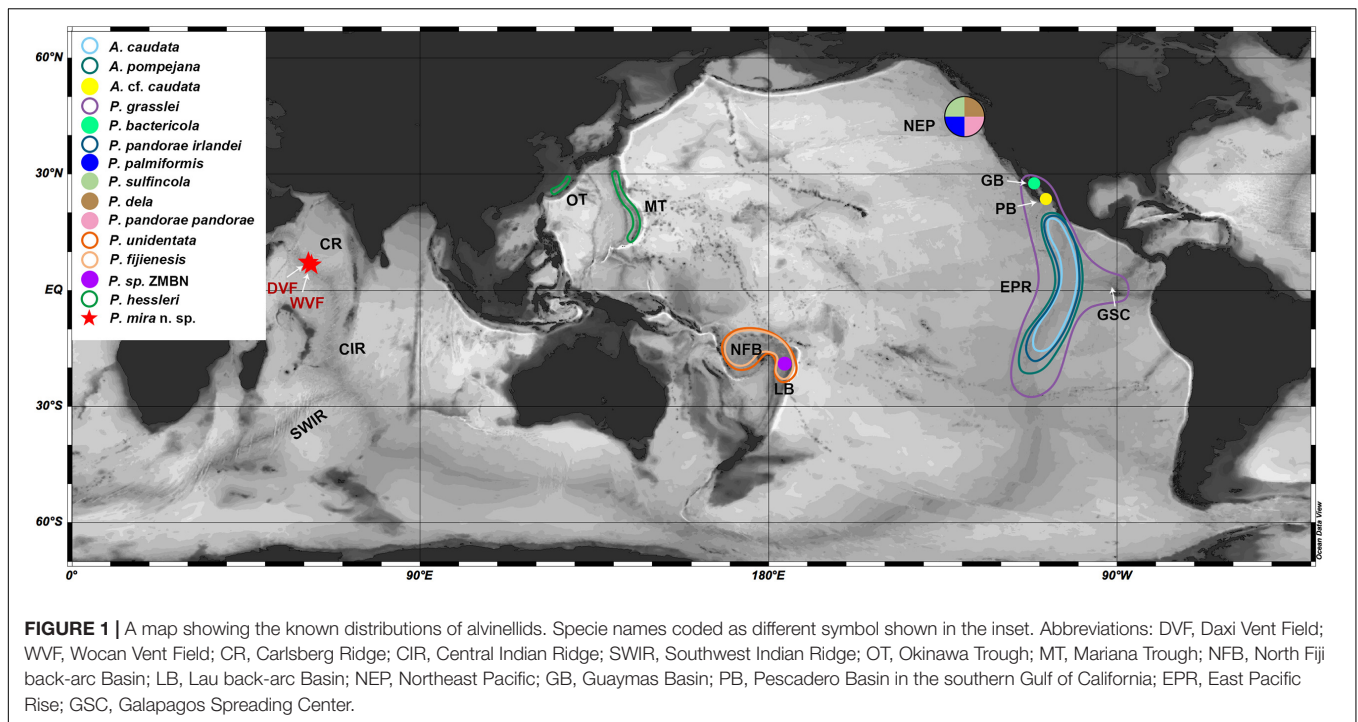 A. caudata
A. pompejana
A. cf. caudata
P. grasslei
P. bactericola
P. pandorae irlandei
P. palmiformis
P. sulfincola
P. dela
P. pandorae pandorae
P. unidentata
P. fijienesis
P. sp. ZMBN
P. hessleri
P. mira n. sp.
60°N
30°N
EQ
30°S
60°S
0°
90°E
180°E
90°W
NEP
GB
PB
OT
MT
CR
DVF
WVF
EPR
GSC
CIR
NFB
LB
SWIR
Ocean Data View
FIGURE 1 | A map showing the known distributions of alvinellids. Specie names coded as different symbol shown in the inset. Abbreviations: DVF, Daxi Vent Field;
WVF, Wocan Vent Field; CR, Carlsberg Ridge; CIR, Central Indian Ridge; SWIR, Southwest Indian Ridge; OT, Okinawa Trough; MT, Mariana Trough; NFB, North Fiji
back-arc Basin; LB, Lau back-arc Basin; NEP, Northeast Pacific; GB, Guaymas Basin; PB, Pescadero Basin in the southern Gulf of California; EPR, East Pacific
Rise; GSC, Galapagos Spreading Center.